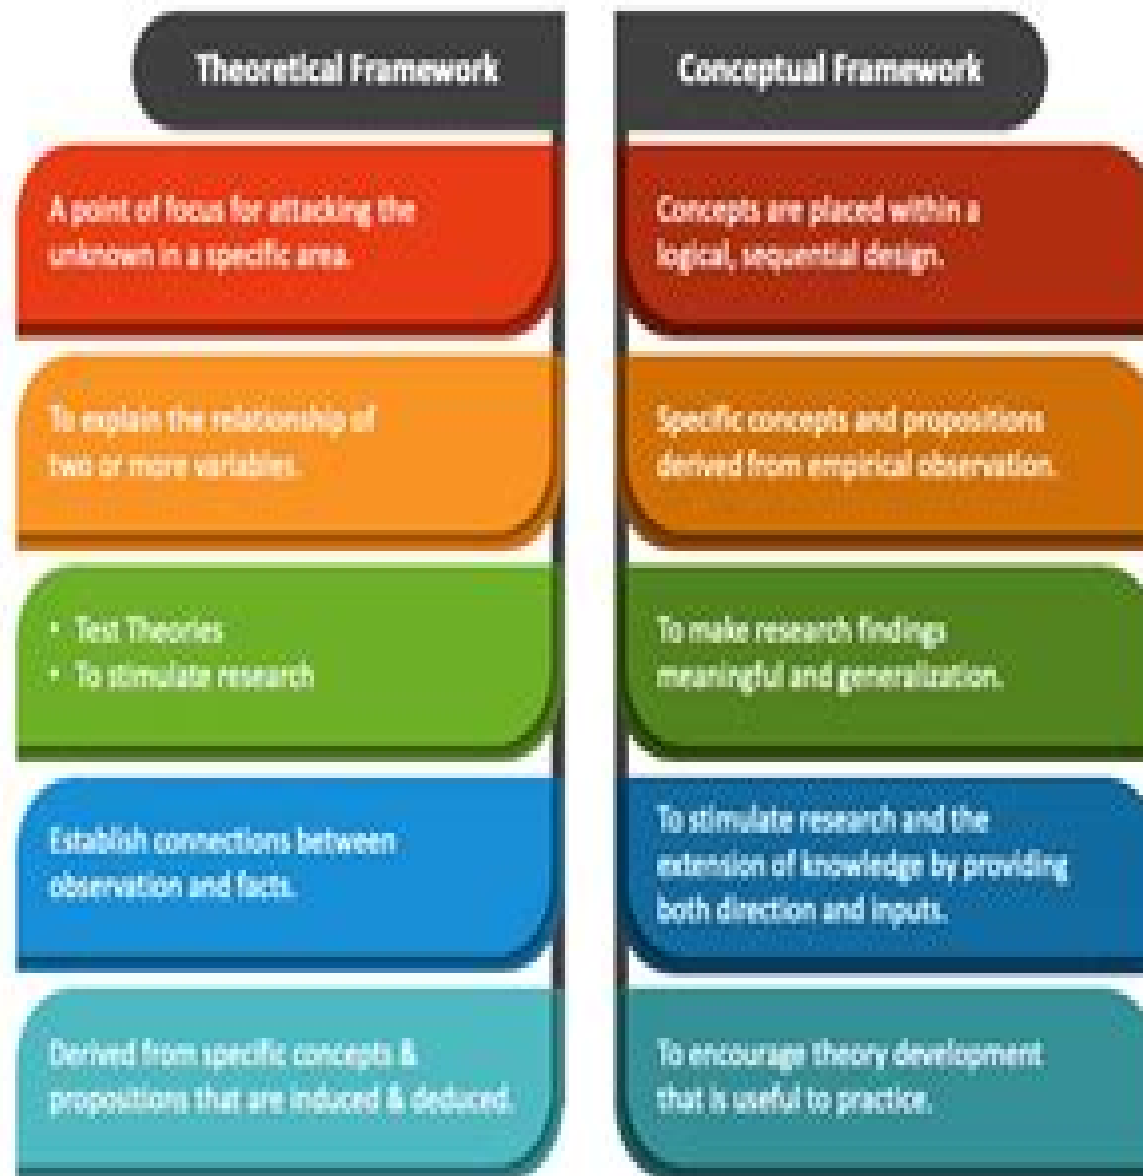 Theoretical Framework
A point of focus for attacking the
unknown in a specific area.
To explain the relationship of
two or more variables.
• Test Theories
• To stimulate research
Establish connections between
observation and facts.
Derived from specific concepts &
propositions that are induced & deduced.
Conceptual Framework
Concepts are placed within a
logical, sequential design.
Specific concepts and propositions
derived from empirical observation.
To make research findings
meaningful and generalization.
To stimulate research and the
extension of knowledge by providing
both direction and inputs.
To encourage theory development
that is useful to practice.